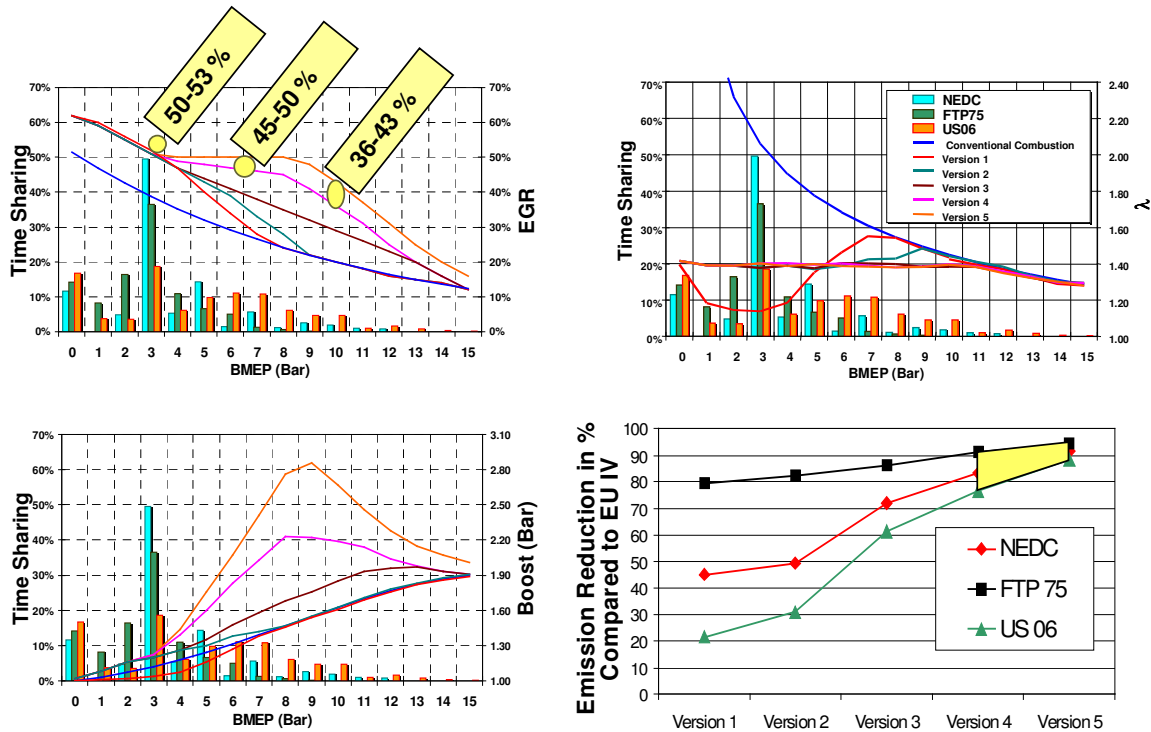 50-53 %
45-50 %
36-43 %
70%
60%
50%
40%
30%
20%
10%
0%
Time Sharing
70%
60%
50%
40%
30%
20%
10%
0%
EGR
0 1 2 3 4 5 6 7 8 9 10 11 12 13 14 15
BMEP (Bar)
70%
60%
50%
40%
30%
20%
10%
0%
Time Sharing
NEDC
FTP75
US06
Conventional Combustion
Version 1
Version 2
Version 3
Version 4
Version 5
2.40
2.20
2.00
1.80
1.60
1.40
1.20
1.00
λ
0 1 2 3 4 5 6 7 8 9 10 11 12 13 14 15
BMEP (Bar)
70%
60%
50%
40%
30%
20%
10%
0%
Time Sharing
3.10
2.80
2.50
2.20
1.90
1.60
1.30
1.00
Boost (Bar)
0 1 2 3 4 5 6 7 8 9 10 11 12 13 14 15
BMEP (Bar)
Emission Reduction in %
Compared to EU IV
100
90
80
70
60
50
40
30
20
10
0
NEDC
FTP 75
US 06
Version 1 Version 2 Version 3 Version 4 Version 5